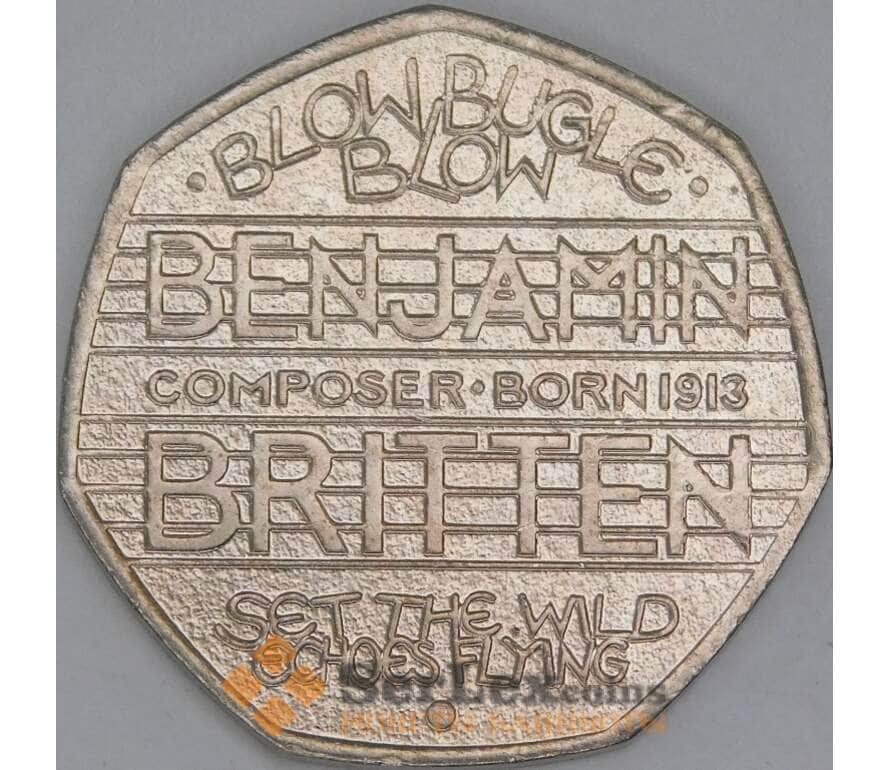 · BLOW BUGLE ·
BLOW
BENJAMIN
COMPOSER · BORN 1913
BRITTEN
SET THE WILD
ECHOES FLYING